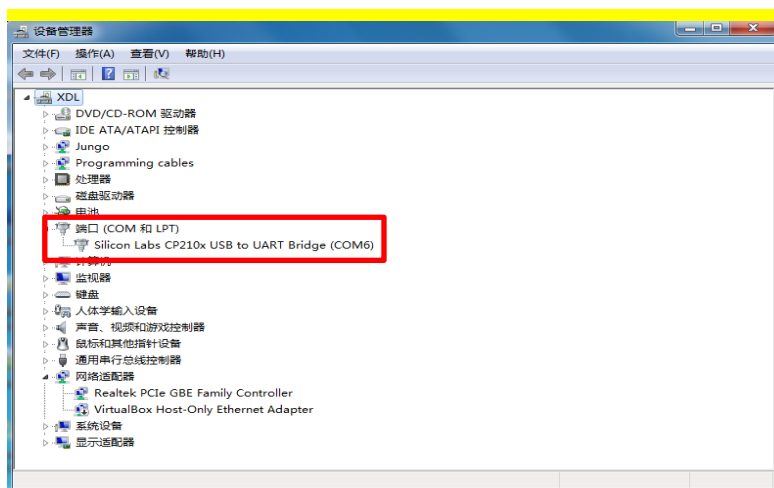 设备管理器
文件(F) 操作(A) 查看(V) 帮助(H)
XDL
DVD/CD-ROM 驱动器
IDE ATA/ATAPI 控制器
Jungo
Programming cables
处理器
磁盘驱动器
电池
端口 (COM 和 LPT)
Silicon Labs CP210x USB to UART Bridge (COM6)
计算机
监视器
键盘
人体学输入设备
声音、视频和游戏控制器
鼠标和其他指针设备
通用串行总线控制器
网络适配器
Realtek PCIe GBE Family Controller
VirtualBox Host-Only Ethernet Adapter
系统设备
显示适配器